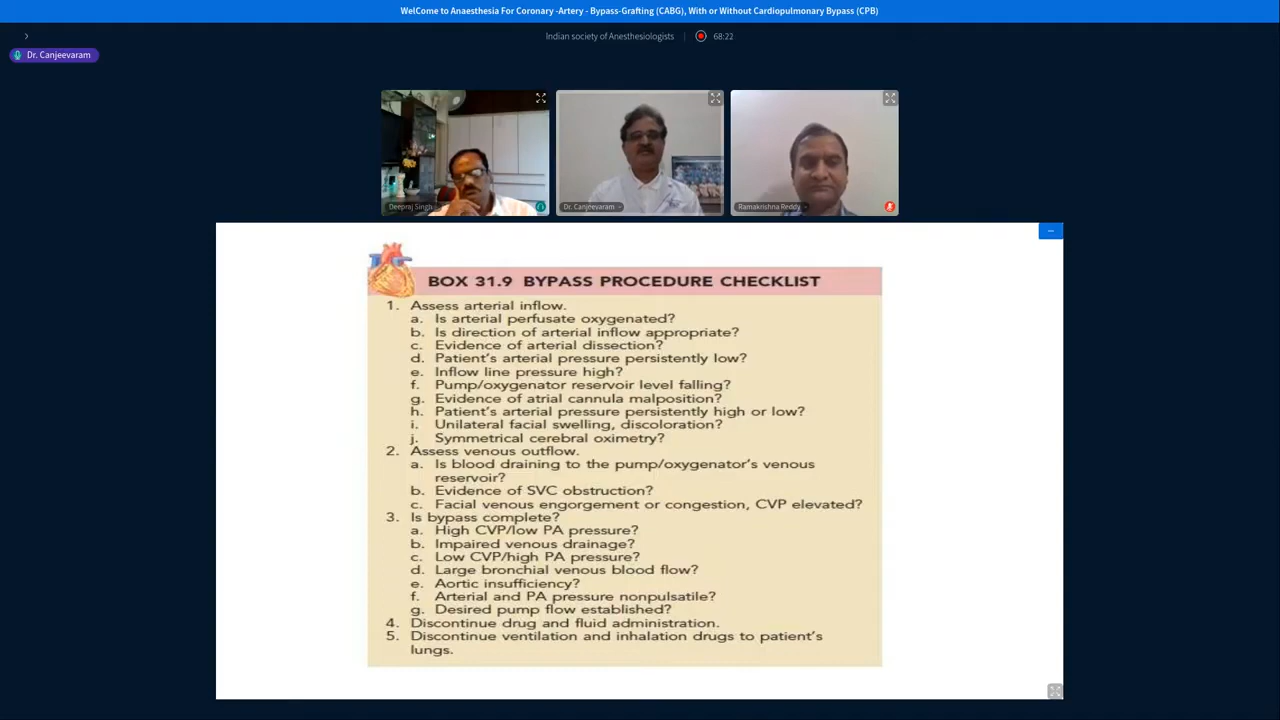 WelCome to Anaesthesia For Coronary -Artery - Bypass-Grafting (CABG), With or Without Cardiopulmonary Bypass (CPB)
Indian society of Anesthesiologists
68:22
Dr. Canjeevaram
Deepraj Singh
Dr. Canjeevaram
Ramakrishna Reddy
BOX 31.9 BYPASS PROCEDURE CHECKLIST
1. Assess arterial inflow.
a. Is arterial perfusate oxygenated?
b. Is direction of arterial inflow appropriate?
c. Evidence of arterial dissection?
d. Patient's arterial pressure persistently low?
e. Inflow line pressure high?
f. Pump/oxygenator reservoir level falling?
g. Evidence of atrial cannula malposition?
h. Patient's arterial pressure persistently high or low?
i. Unilateral facial swelling, discoloration?
j. Symmetrical cerebral oximetry?
2. Assess venous outflow.
a. Is blood draining to the pump/oxygenator's venous
reservoir?
b. Evidence of SVC obstruction?
c. Facial venous engorgement or congestion, CVP elevated?
3. Is bypass complete?
a. High CVP/low PA pressure?
b. Impaired venous drainage?
c. Low CVP/high PA pressure?
d. Large bronchial venous blood flow?
e. Aortic insufficiency?
f. Arterial and PA pressure nonpulsatile?
g. Desired pump flow established?
4. Discontinue drug and fluid administration.
5. Discontinue ventilation and inhalation drugs to patient's
lungs.